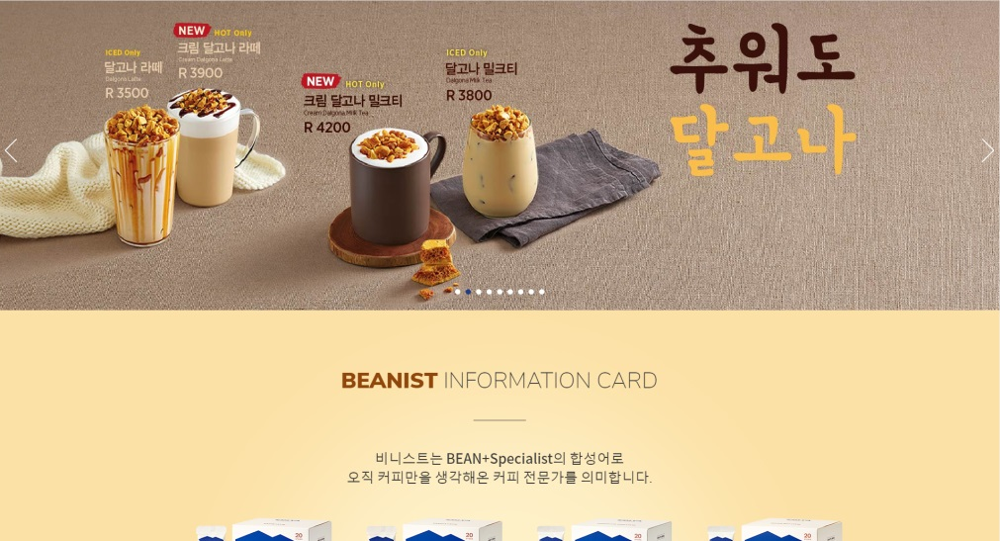 ICED Only
달고나 라떼
Dalgona Latte
R 3500
NEW HOT Only
크림 달고나 라떼
Cream Dalgona Latte
R 3900
NEW HOT Only
크림 달고나 밀크티
Cream Dalgona Milk Tea
R 4200
ICED Only
달고나 밀크티
Dalgona Milk Tea
R 3800
추워도
달고나
BEANIST INFORMATION CARD
비니스트는 BEAN+Specialist의 합성어로
오직 커피만을 생각해온 커피 전문가를 의미합니다.
20
20
20
20